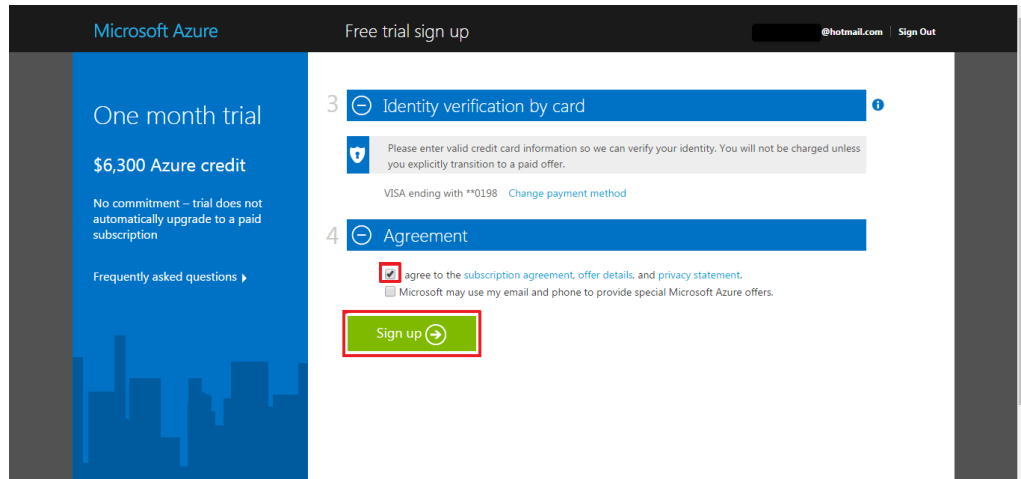 Microsoft Azure
Free trial sign up
@hotmail.com
Sign Out
One month trial
$6,300 Azure credit
No commitment – trial does not
automatically upgrade to a paid
subscription
Frequently asked questions
3
Identity verification by card
Please enter valid credit card information so we can verify your identity. You will not be charged unless
you explicitly transition to a paid offer.
VISA ending with **0198 Change payment method
4
Agreement
agree to the subscription agreement, offer details, and privacy statement.
Microsoft may use my email and phone to provide special Microsoft Azure offers.
Sign up